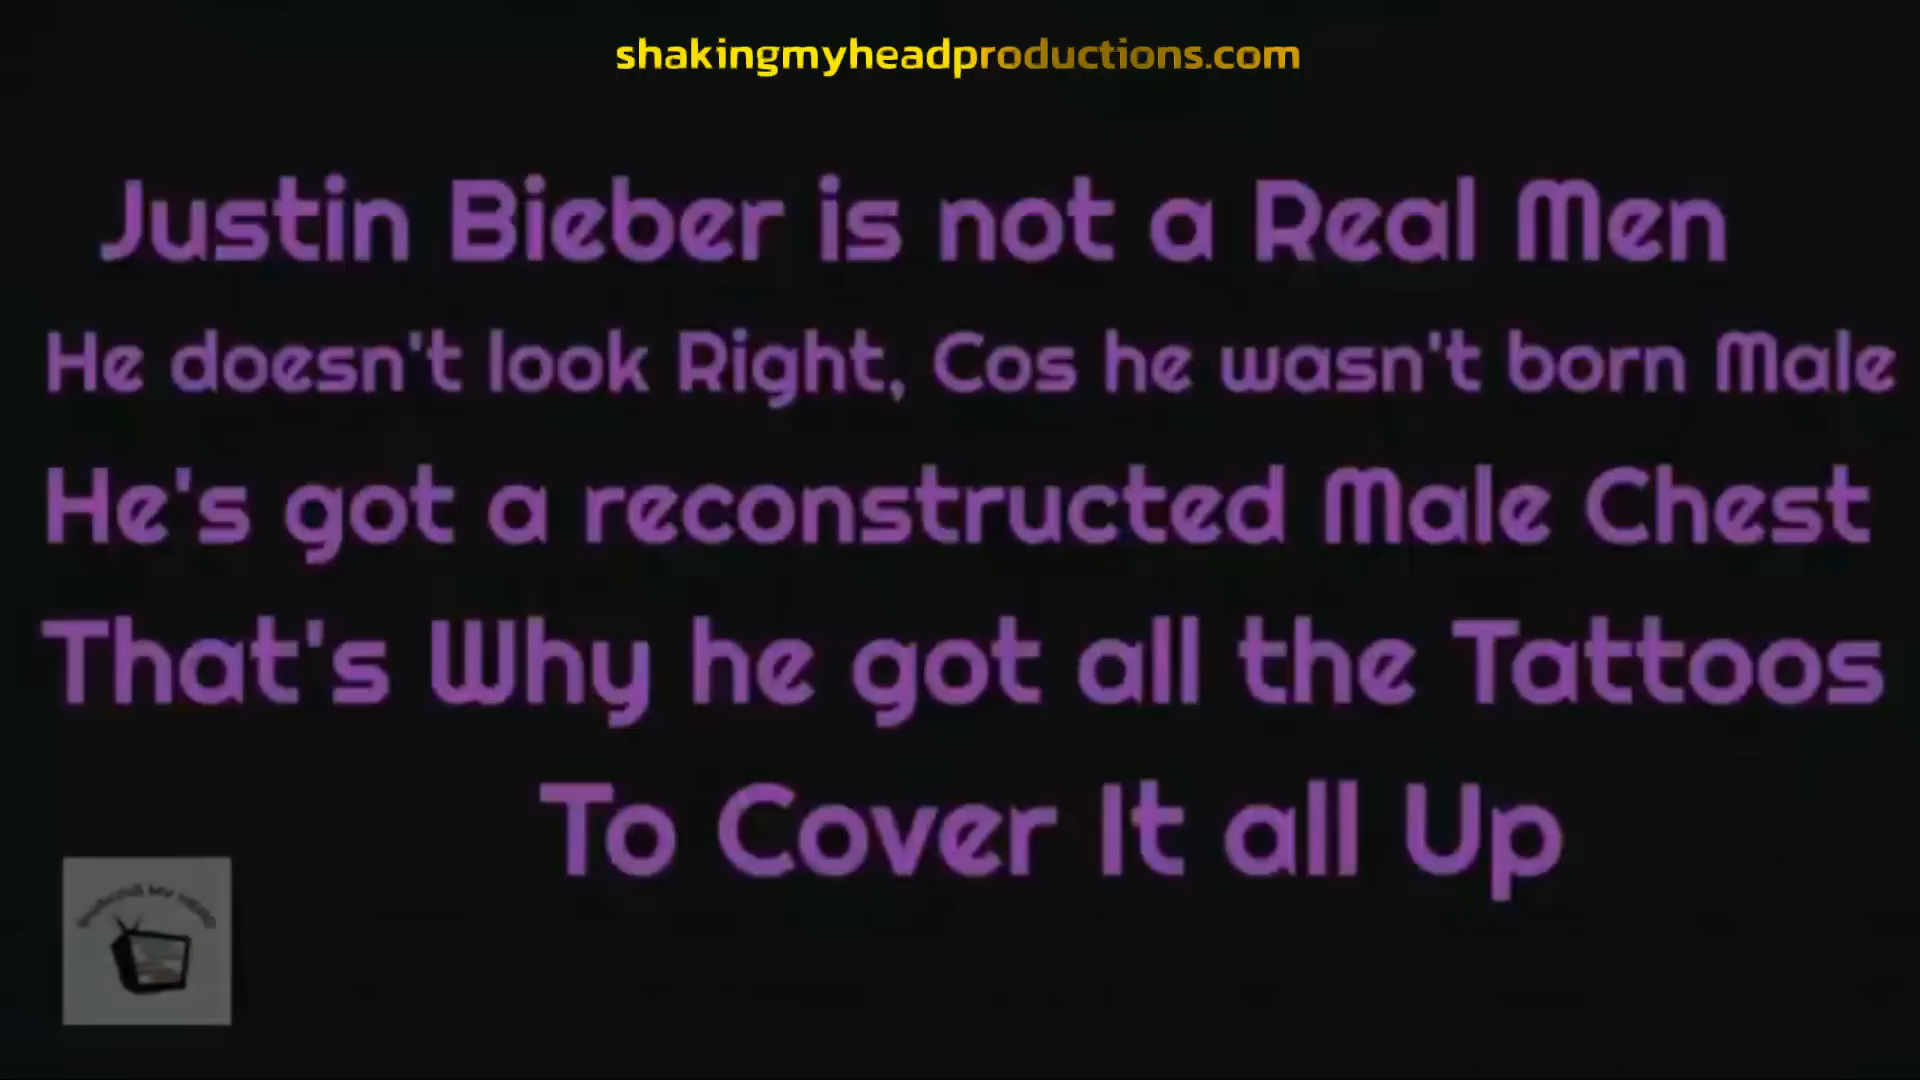 shakingmyheadproductions.com
Justin Bieber is not a Real Men
He doesn't look Right, Cos he wasn't born Male
He's got a reconstructed Male Chest
That's Why he got all the Tattoos
To Cover It all Up